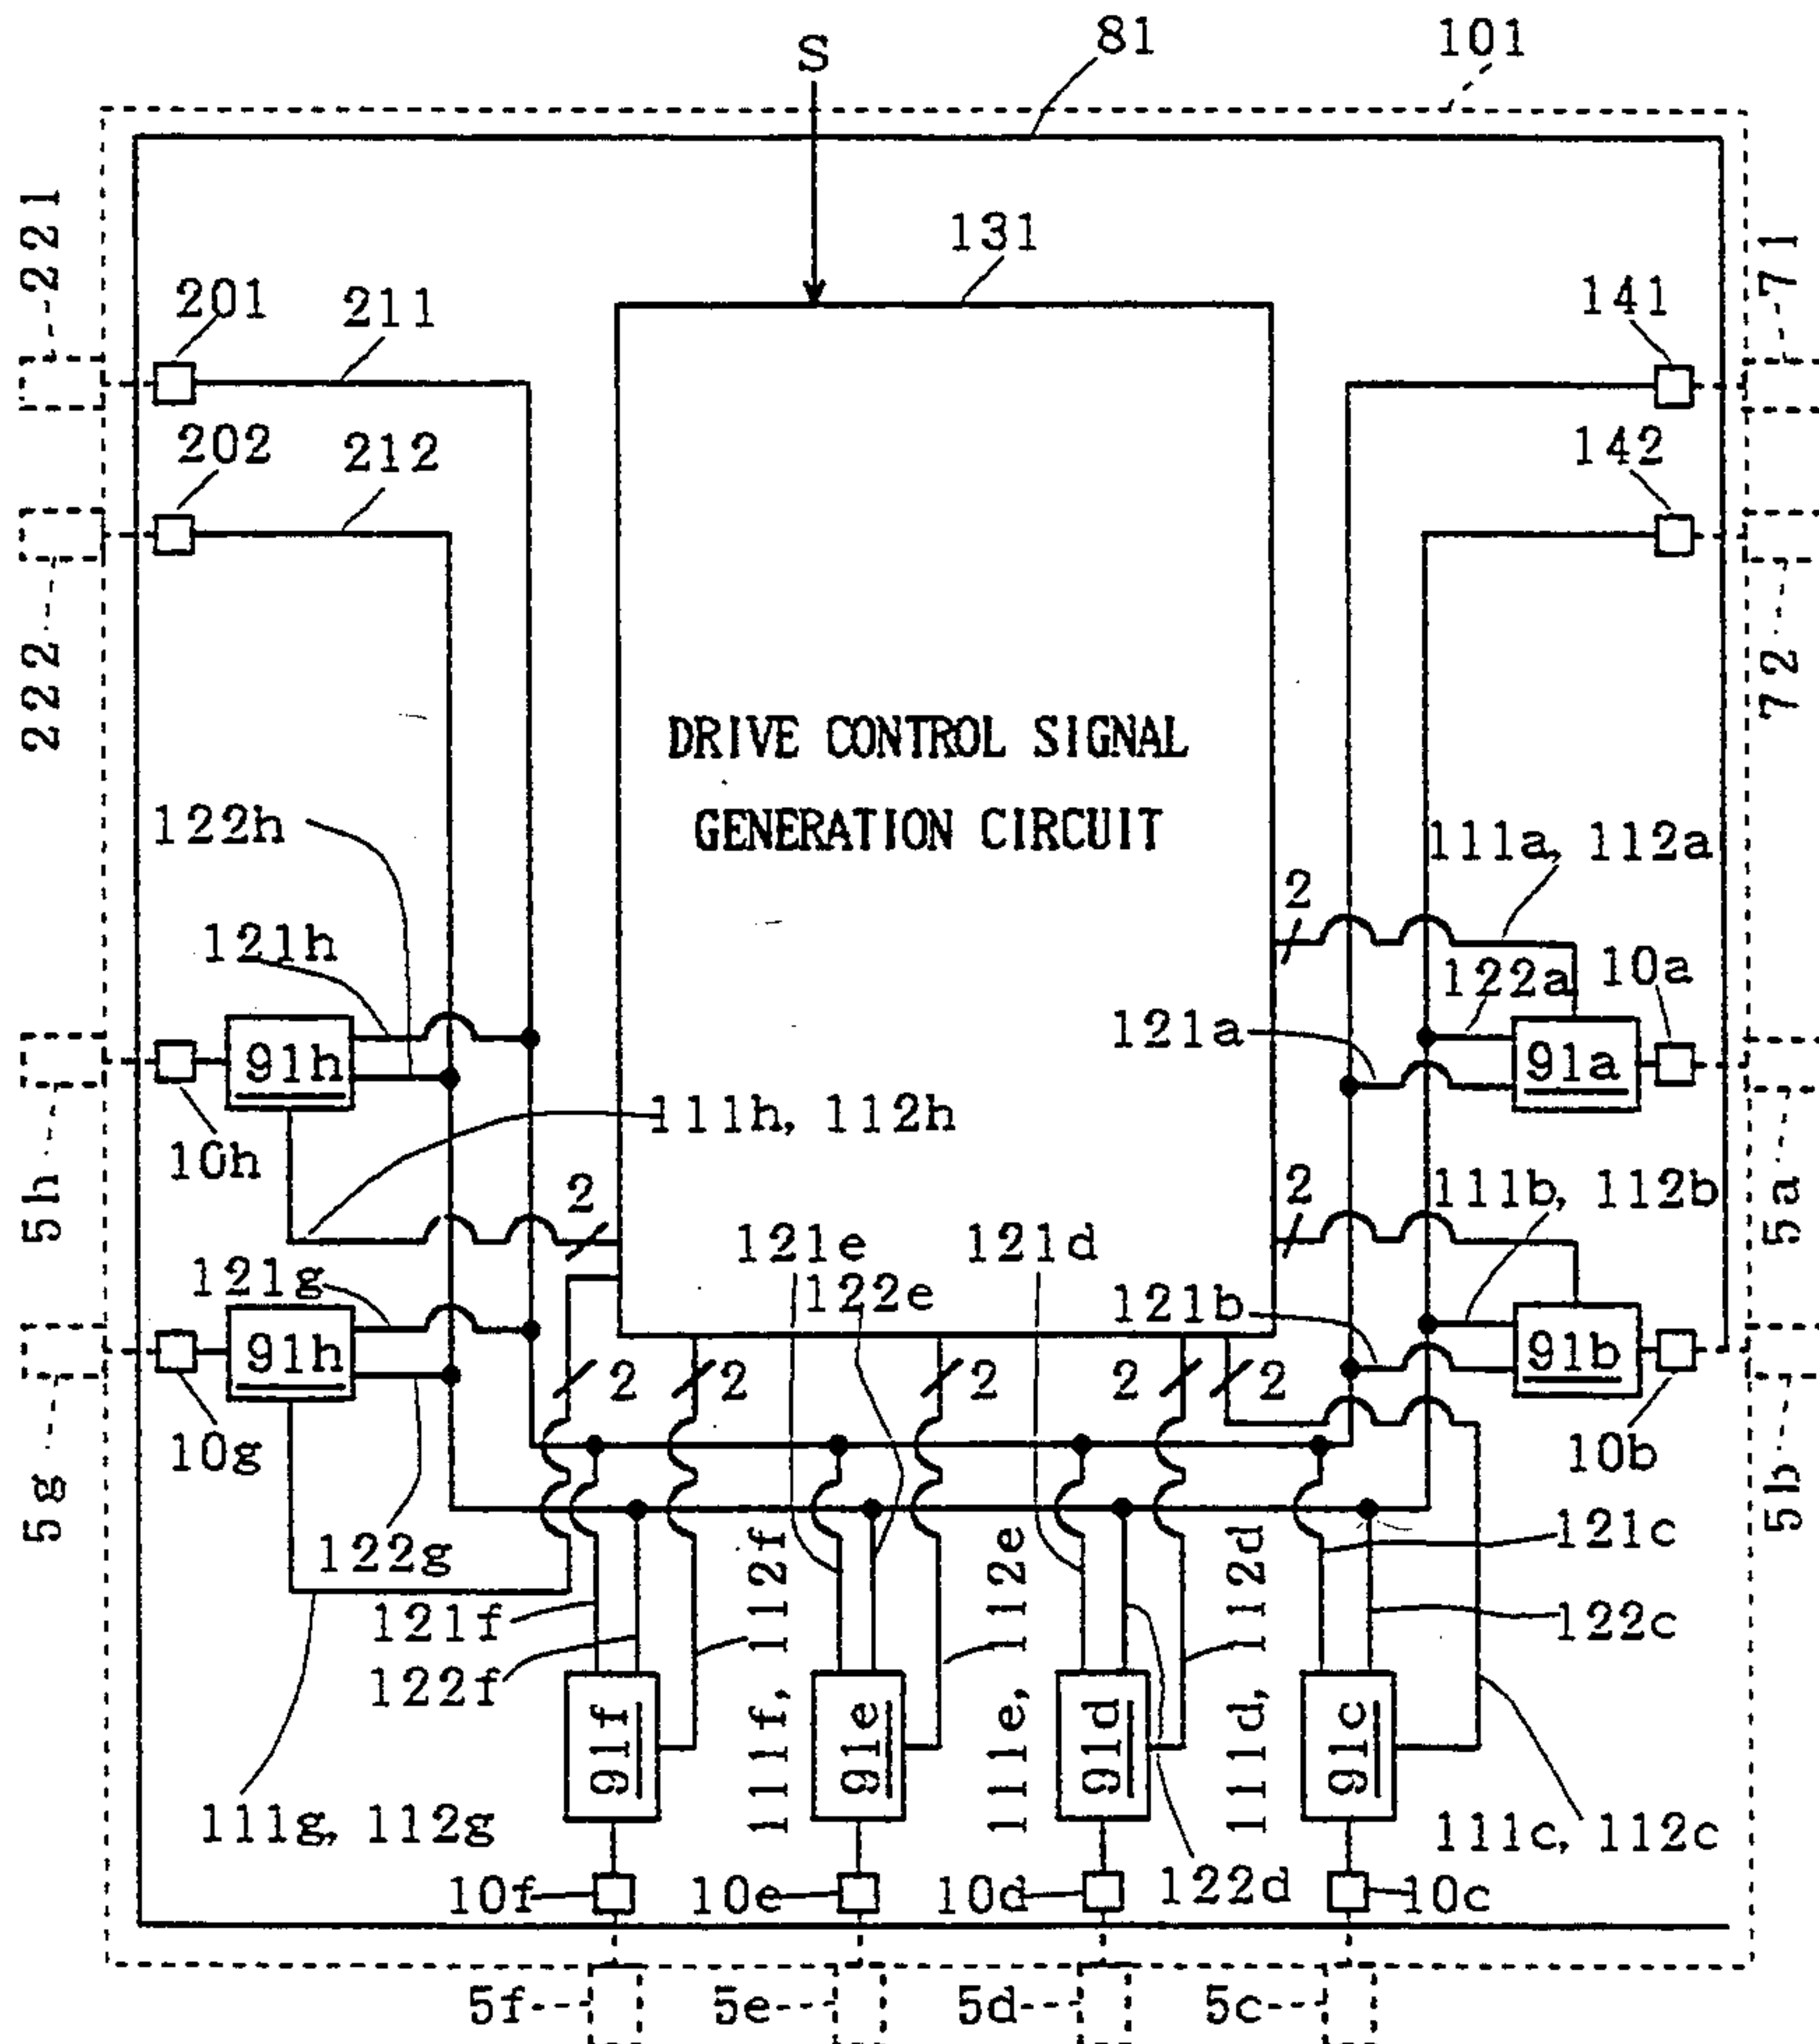 S
81
101
221
131
71
201
211
141
202
212
142
222
72
DRIVE CONTROL SIGNAL
GENERATION CIRCUIT
122h
111a, 112a
2
121h
122a
10a
121a
91h
91a
111h, 112h
10h
5h
5a
2
2
111b, 112b
121e
121d
121g
122e
121b
91h
91b
2
2
2
2
2
10g
10b
5g
5b
122g
121c
121f
122c
122f
111f, 112f
111e, 112e
111d, 112d
91f
91e
91d
91c
111g, 112g
111c, 112c
122d
10f
10e
10d
10c
5f
5e
5d
5c